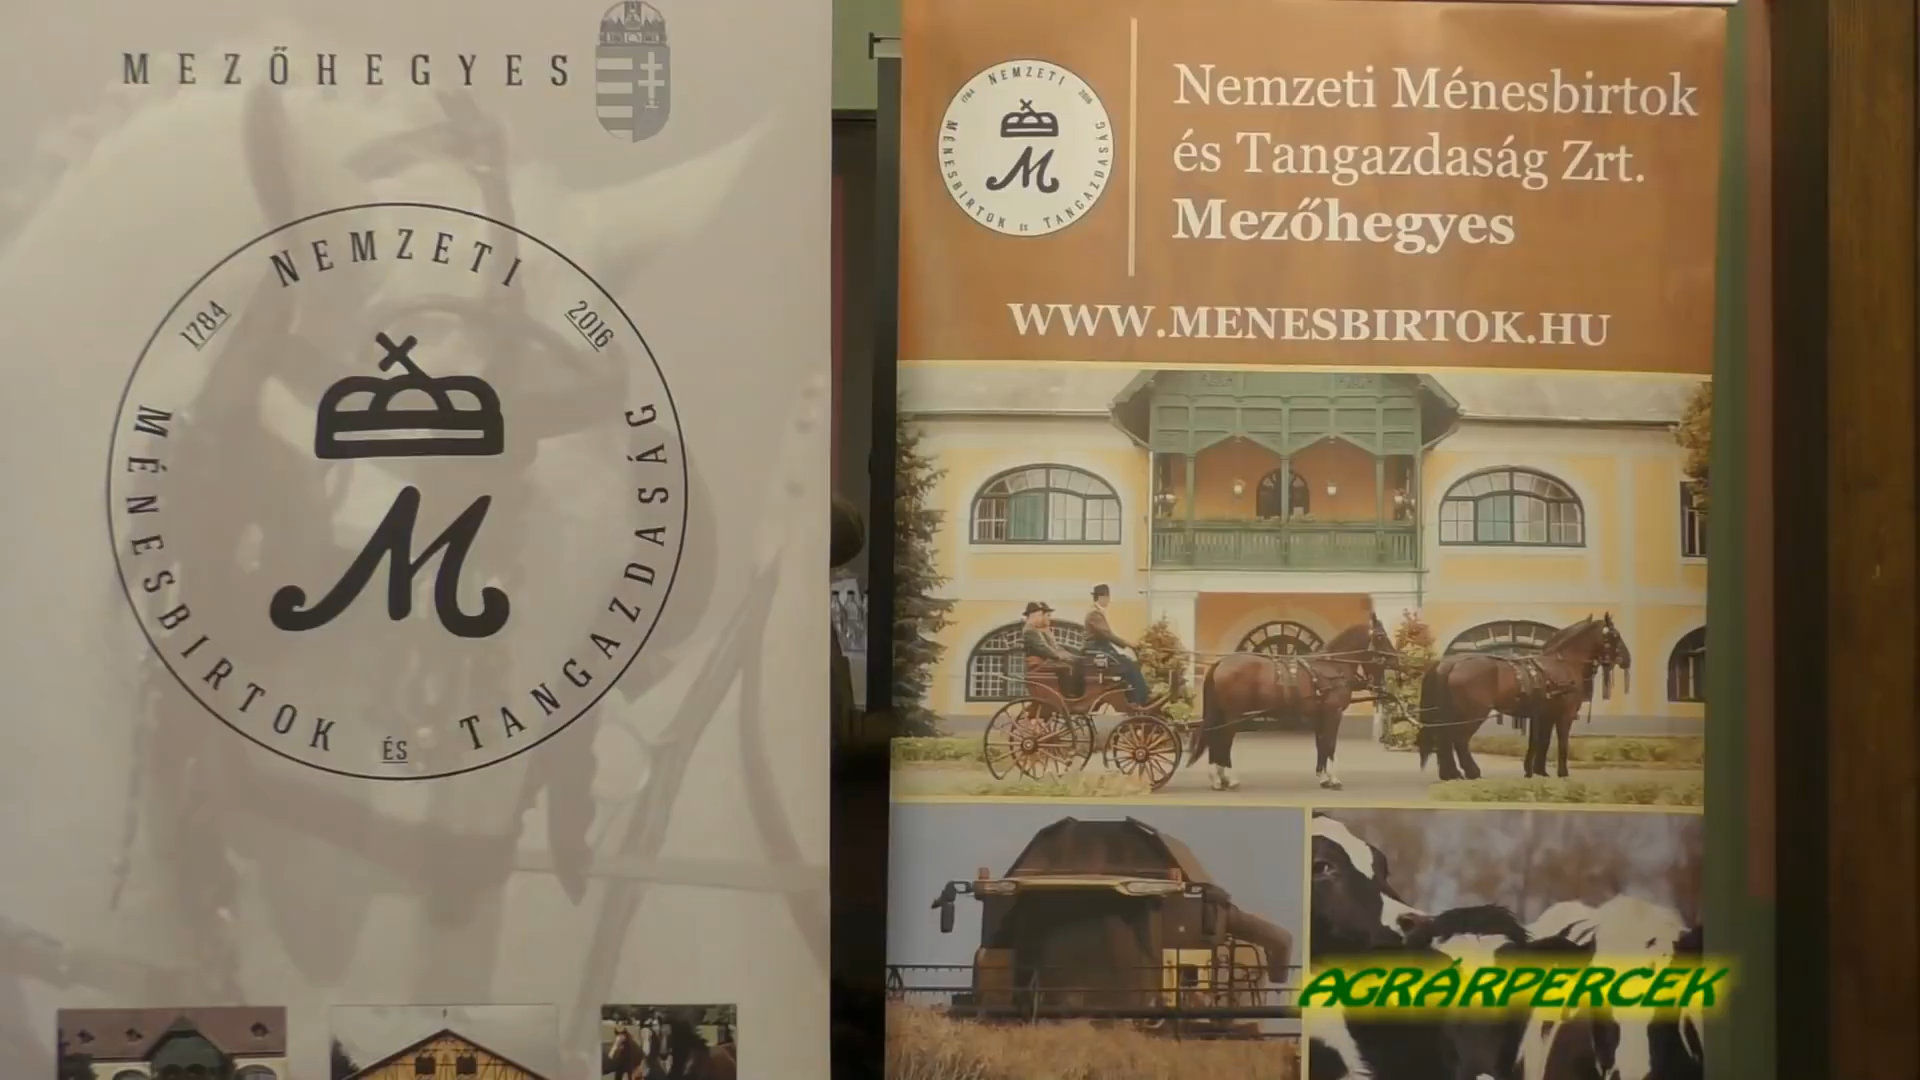 MEZŐHEGYES
NEMZETI
1784
2016
MÉNESBIRTOK
ÉS
TANGAZDASÁG
M
NEMZETI
1784
2016
MÉNESBIRTOK
ÉS
TANGAZDASÁG
M
Nemzeti Ménesbirtok
és Tangazdaság Zrt.
Mezőhegyes
WWW.MENESBIRTOK.HU
AGRÁRPERCEK